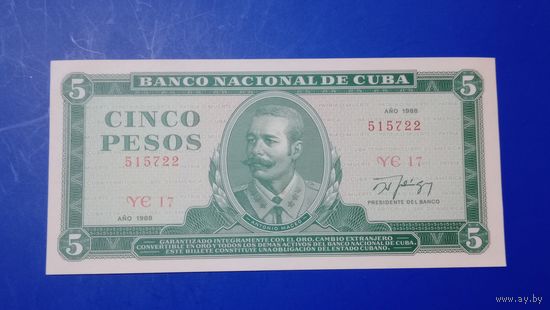 BANCO NACIONAL DE CUBA
5
5
CINCO
PESOS
515722
YC 17
AÑO 1988
AÑO 1988
515722
YC 17
PRESIDENTE DEL BANCO
ANTONIO MACEO
GARANTIZADO INTEGRAMENTE CON EL ORO, CAMBIO EXTRANJERO
CONVERTIBLE EN ORO Y TODOS LOS DEMAS ACTIVOS DEL BANCO NACIONAL DE CUBA.
ESTE BILLETE CONSTITUYE UNA OBLIGACION DEL ESTADO CUBANO.
5
5
www.ay.by